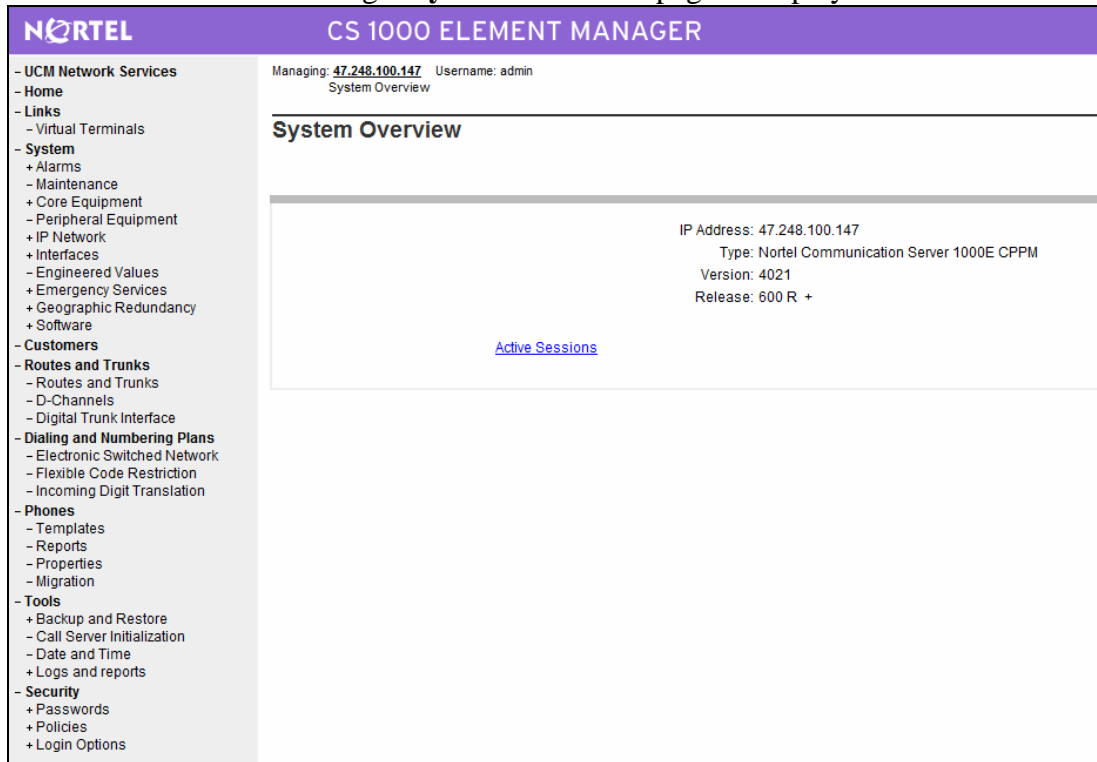 NORTEL
CS 1000 ELEMENT MANAGER
– UCM Network Services
– Home
– Links
– Virtual Terminals
– System
+ Alarms
– Maintenance
+ Core Equipment
– Peripheral Equipment
+ IP Network
+ Interfaces
– Engineered Values
+ Emergency Services
+ Geographic Redundancy
+ Software
– Customers
– Routes and Trunks
– Routes and Trunks
– D-Channels
– Digital Trunk Interface
– Dialing and Numbering Plans
– Electronic Switched Network
– Flexible Code Restriction
– Incoming Digit Translation
– Phones
– Templates
– Reports
– Properties
– Migration
– Tools
+ Backup and Restore
– Call Server Initialization
– Date and Time
+ Logs and reports
– Security
+ Passwords
+ Policies
+ Login Options
Managing: 47.248.100.147 Username: admin
System Overview
System Overview
IP Address: 47.248.100.147
Type: Nortel Communication Server 1000E CPPM
Version: 4021
Release: 600 R +
Active Sessions